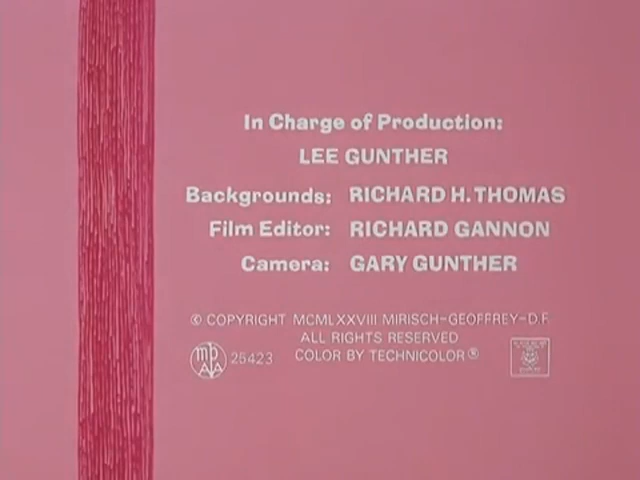 In Charge of Production:
LEE GUNTHER
Backgrounds: RICHARD H. THOMAS
Film Editor: RICHARD GANNON
Camera: GARY GUNTHER
© COPYRIGHT MCMLXXVIII MIRISCH-GEOFFREY-D.F.
ALL RIGHTS RESERVED
COLOR BY TECHNICOLOR®
mpAA 25423